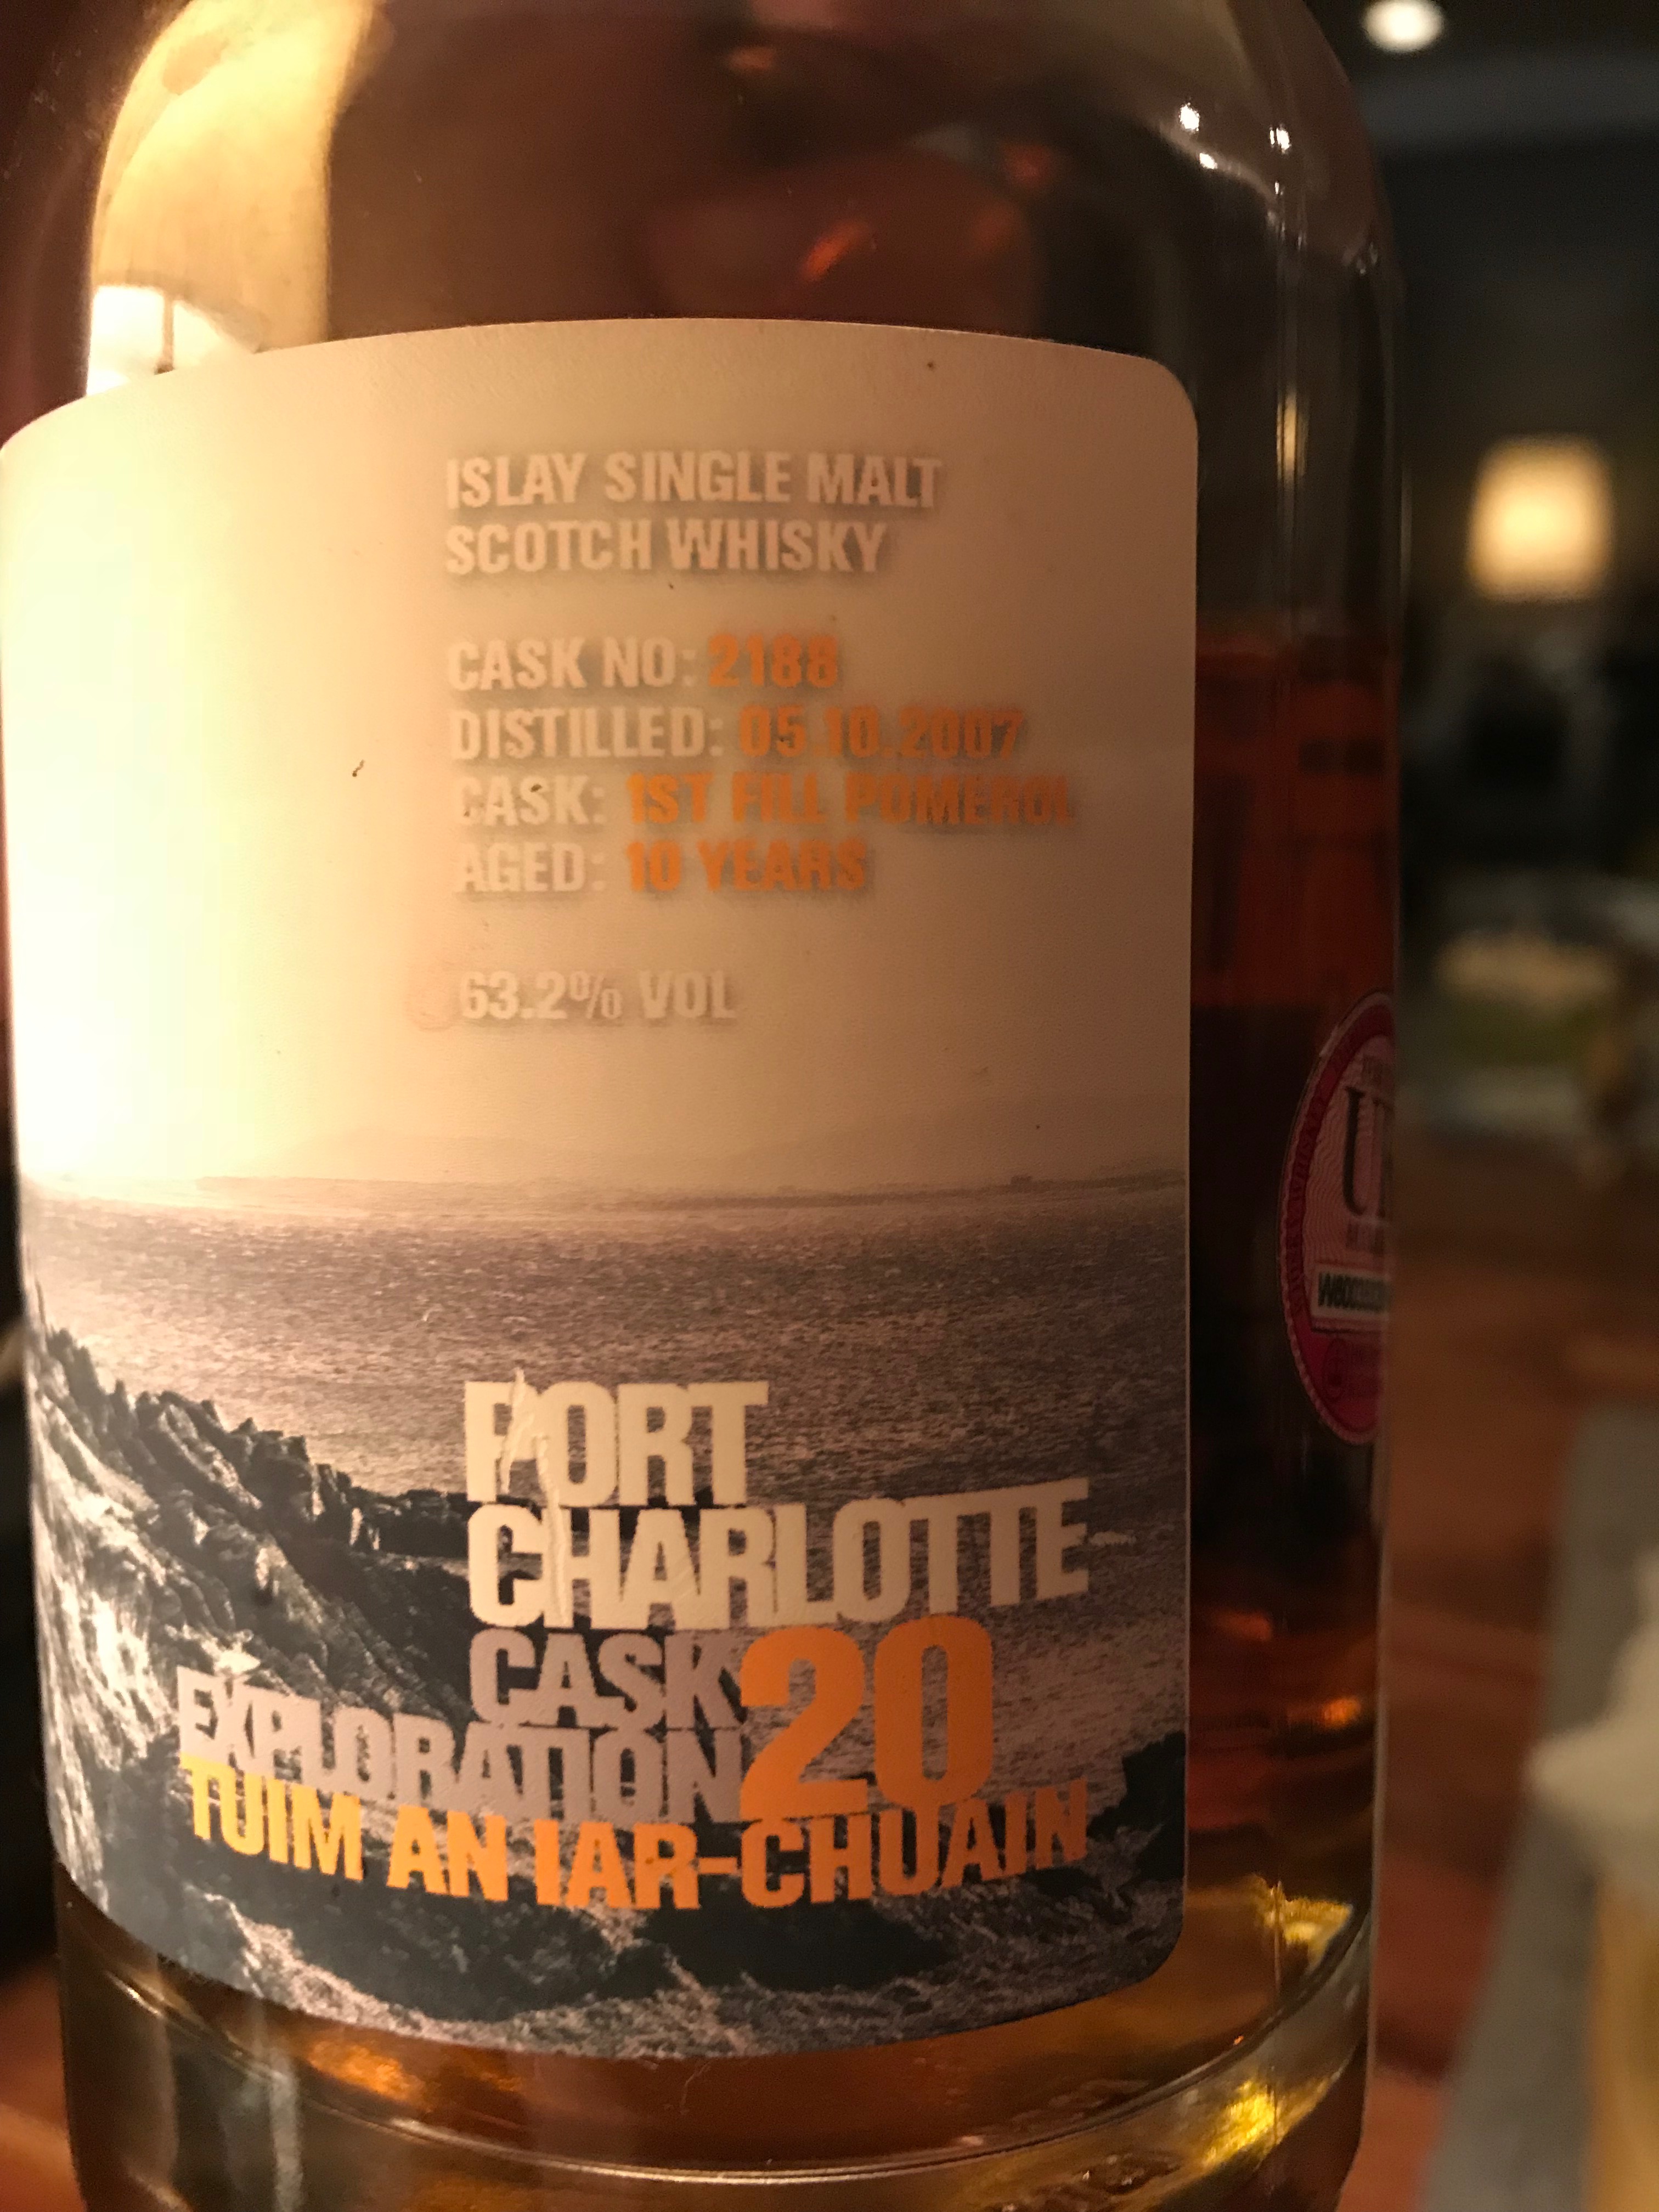 ISLAY SINGLE MALT
SCOTCH WHISKY
CASK NO: 2188
DISTILLED: 05.10.2007
CASK: 1ST FILL POMEROL
AGED: 10 YEARS
63.2% VOL
PORT
CHARLOTTE
CASK 20
EXPLORATION
TUIM AN IAR-CHUAIN